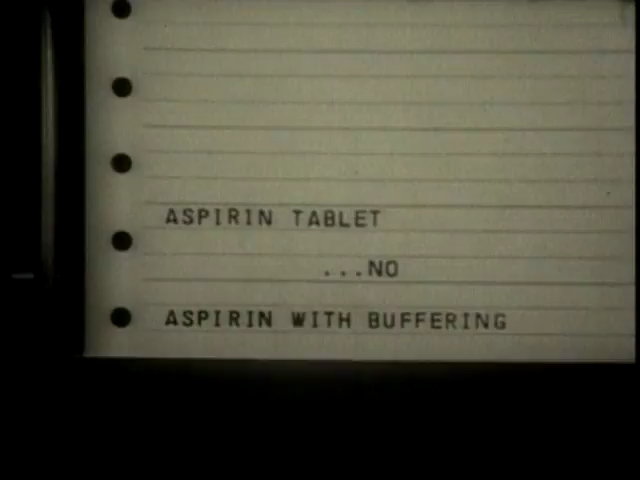 ASPIRIN TABLET
...NO
ASPIRIN WITH BUFFERING